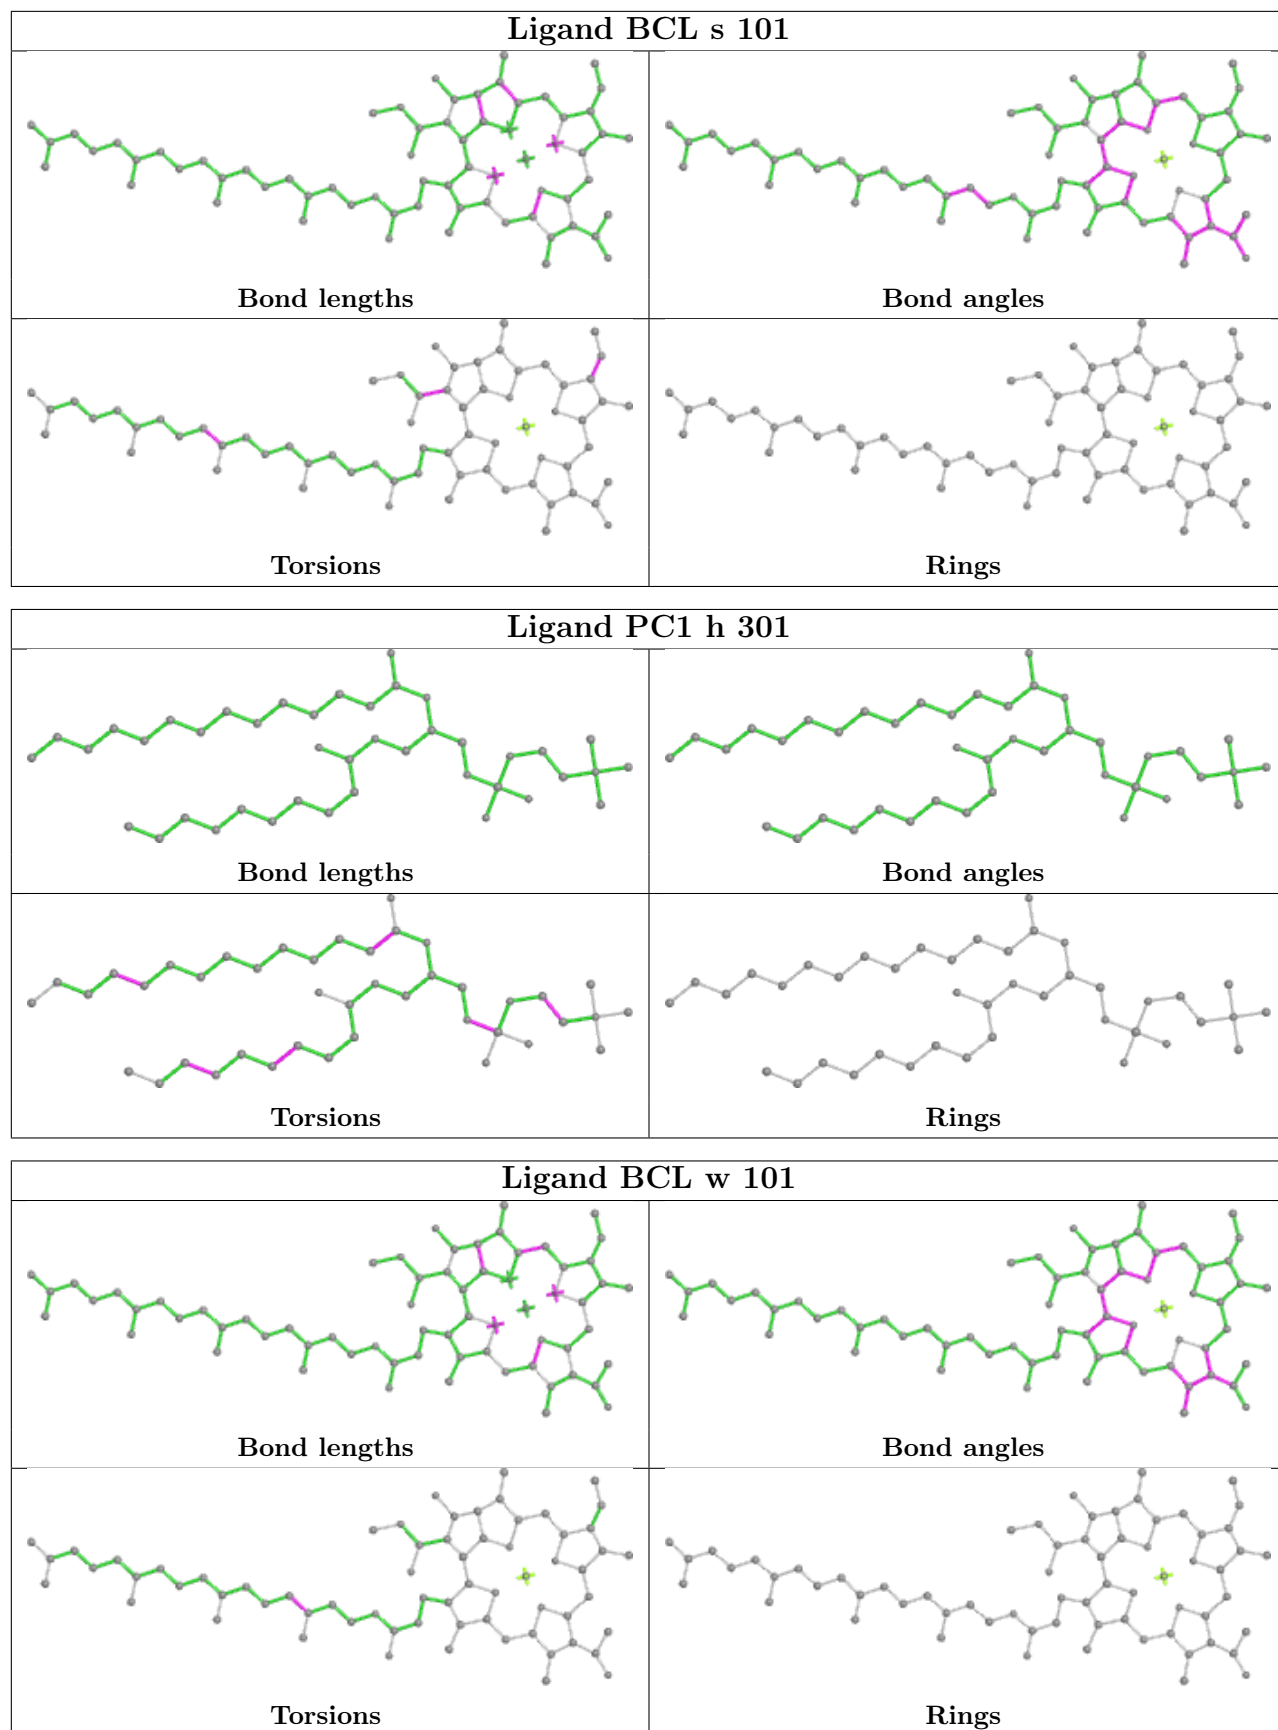 Ligand BCL s 101
Bond lengths
Bond angles
Torsions
Rings
Ligand PC1 h 301
Bond lengths
Bond angles
Torsions
Rings
Ligand BCL w 101
Bond lengths
Bond angles
Torsions
Rings